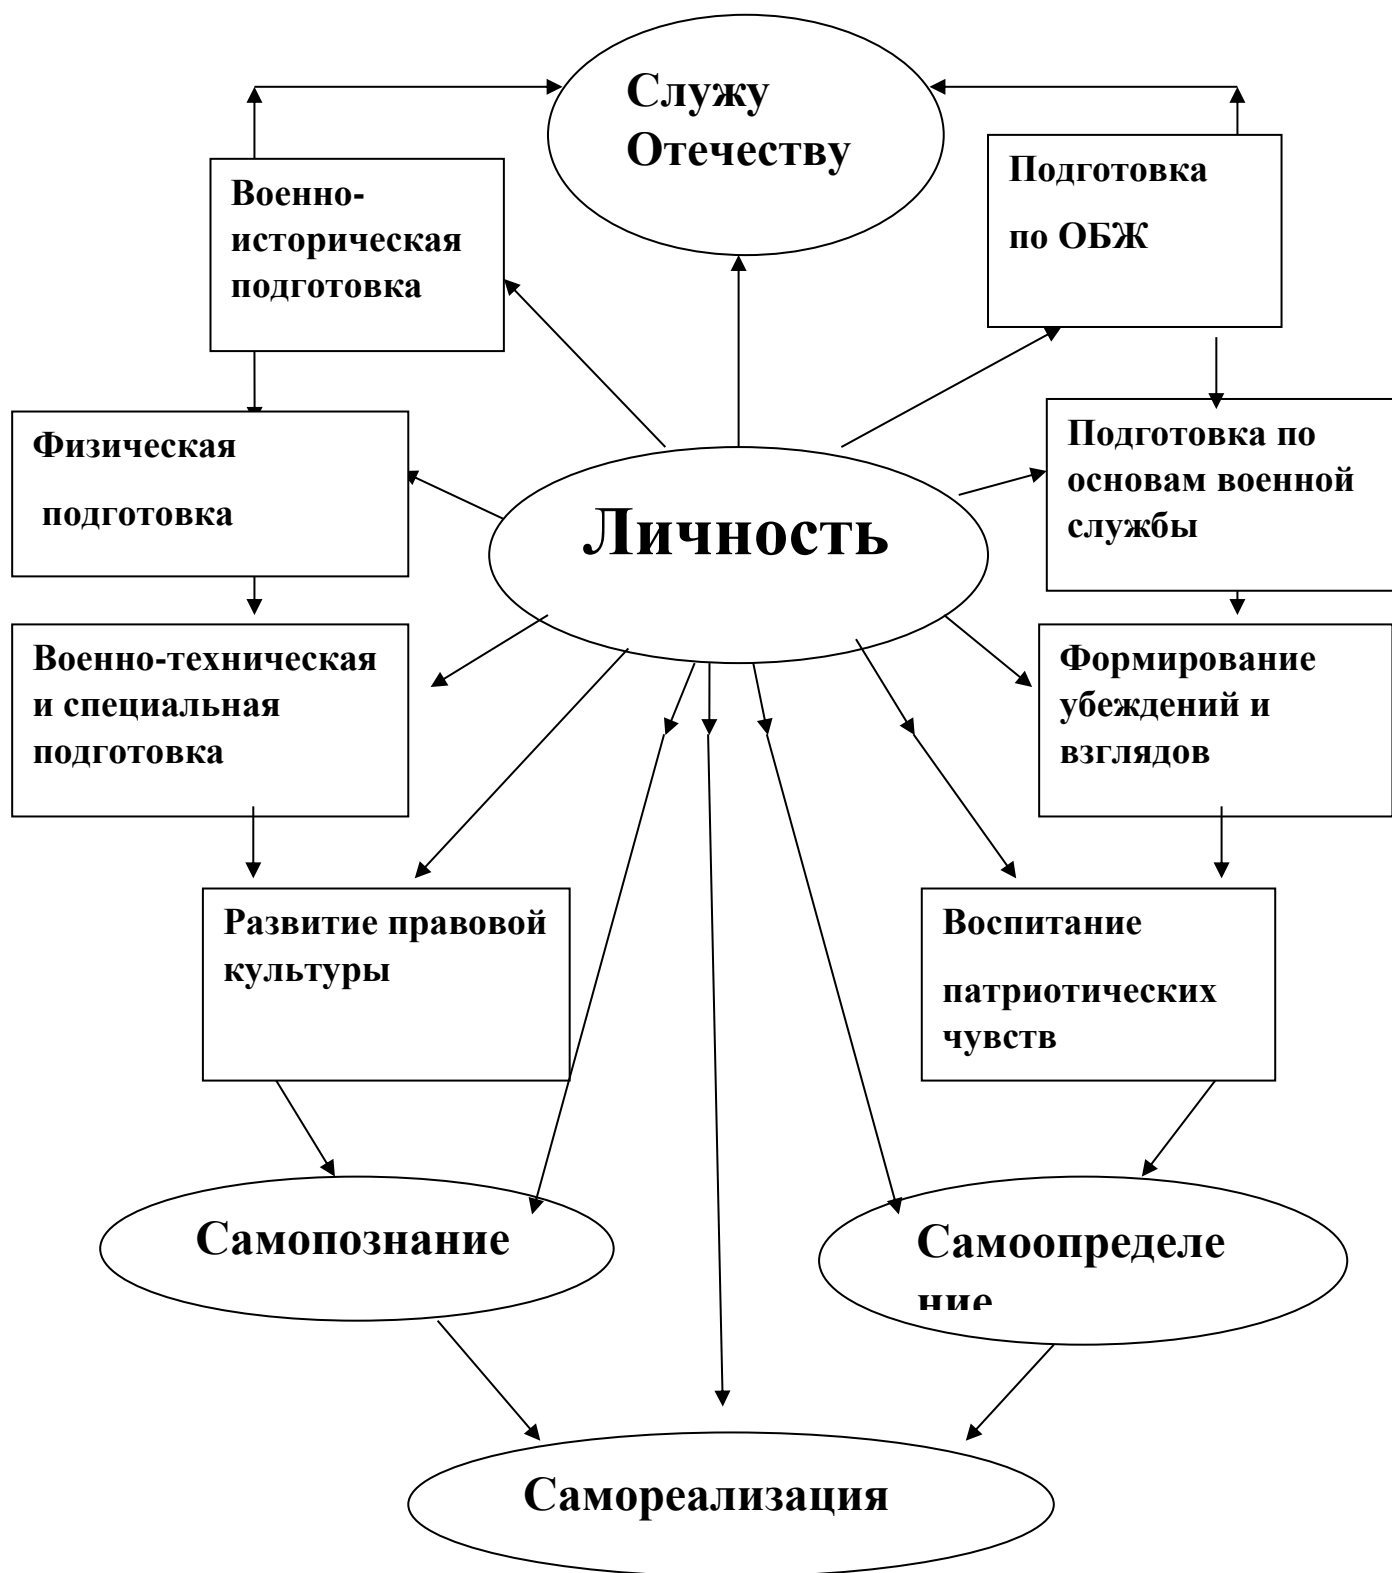 Служу
Отечеству
Военно-
историческая
подготовка
Подготовка
по ОБЖ
Физическая
подготовка
Личность
Подготовка по
основам военной
службы
Военно-техническая
и специальная
подготовка
Формирование
убеждений и
взглядов
Развитие правовой
культуры
Воспитание
патриотических
чувств
Самопознание
Самоопределе
ние
Самореализация